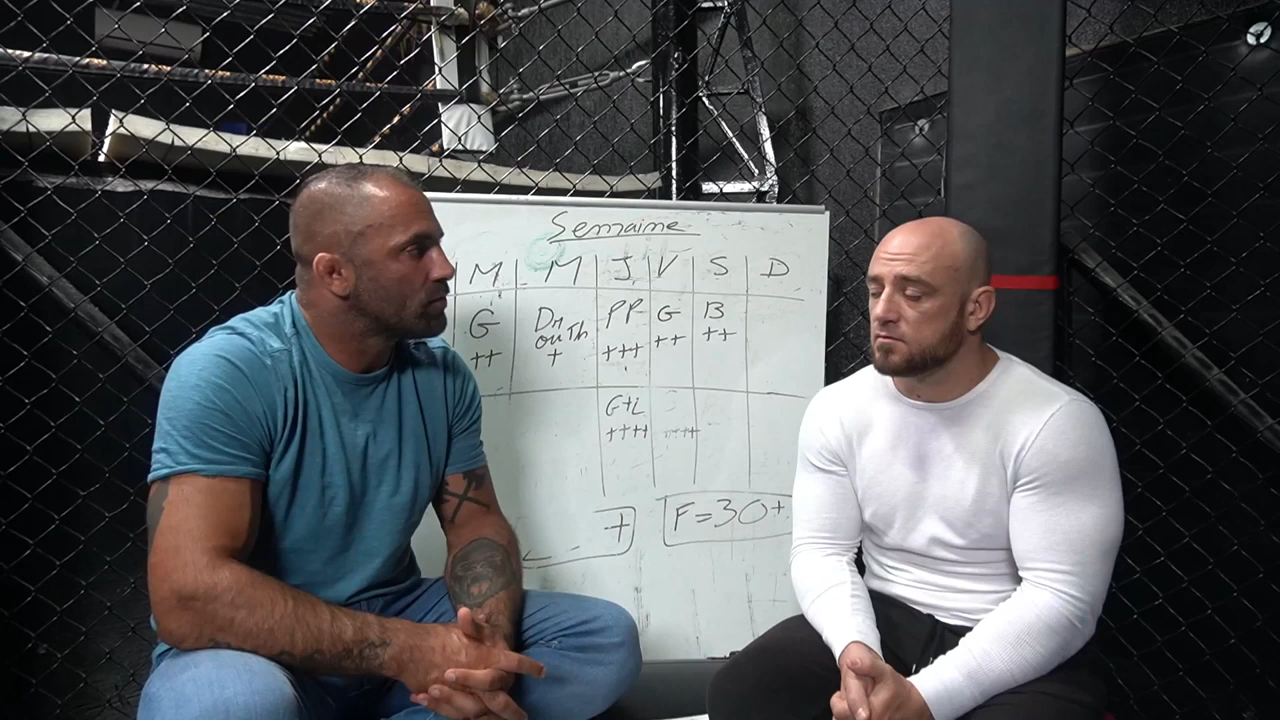 Semaine
M M J V S D
G Dr PP G B
ou Th
++ + +++ ++ ++
G+L
++++
+ F=30+